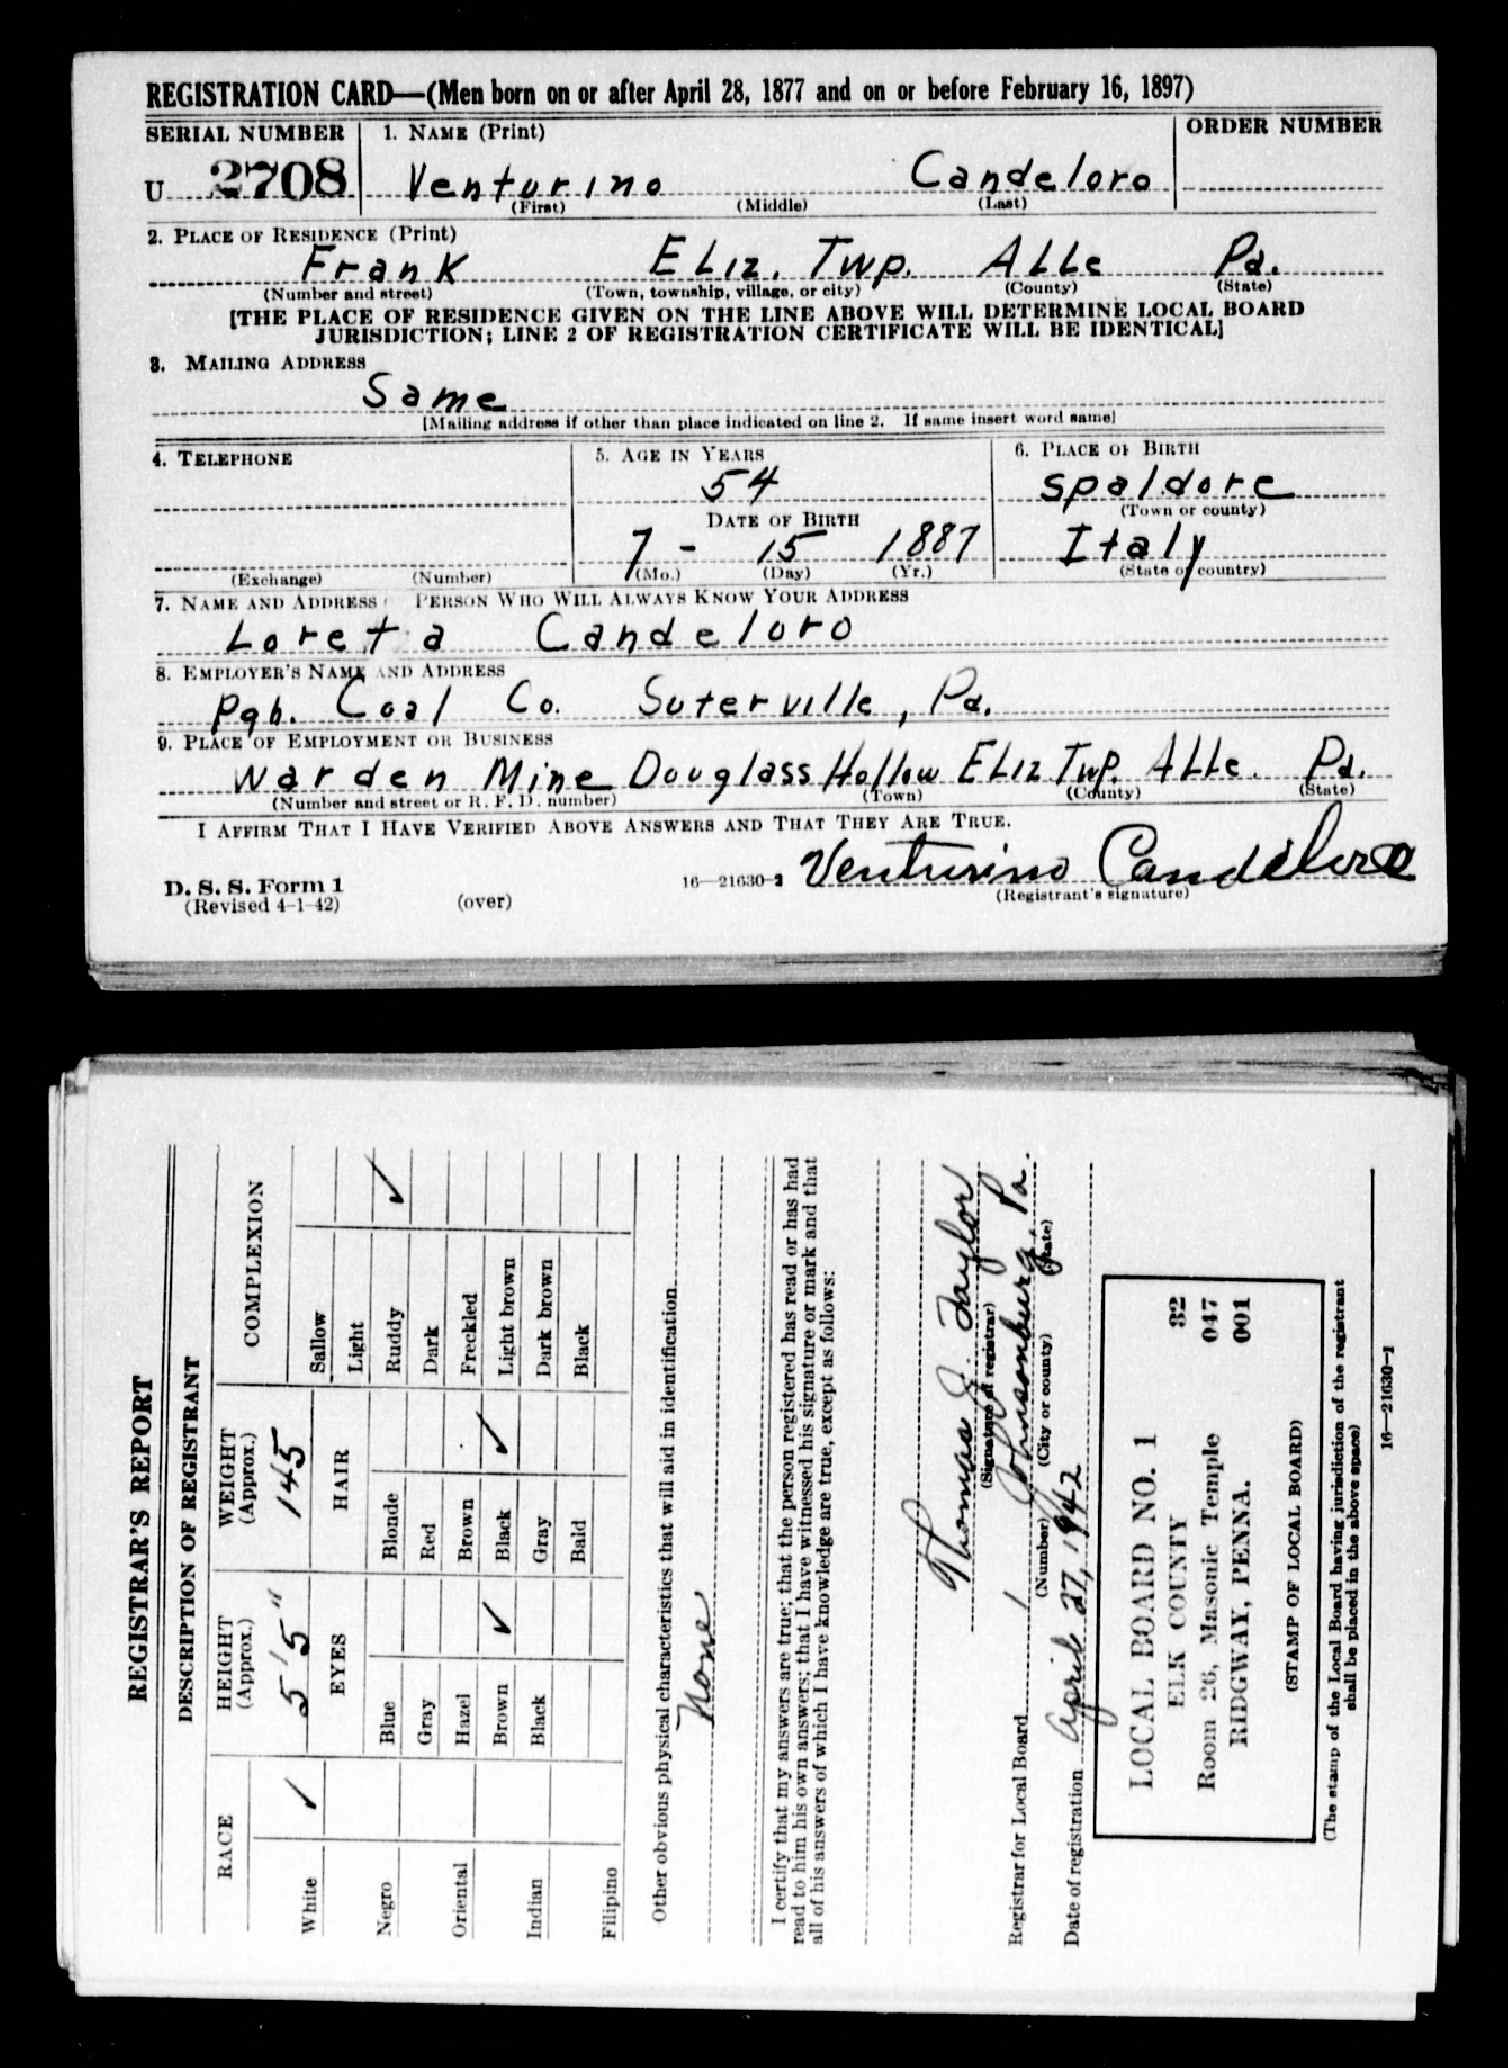 REGISTRATION CARD—(Men born on or after April 28, 1877 and on or before February 16, 1897)
SERIAL NUMBER 1. NAME (Print) ORDER NUMBER
U 2708 Venturino Candeloro
(First) (Middle) (Last)
2. PLACE OF RESIDENCE (Print)
Frank ELIZ. Twp. ALLe Pa.
(Number and street) (Town, township, village, or city) (County) (State)
[THE PLACE OF RESIDENCE GIVEN ON THE LINE ABOVE WILL DETERMINE LOCAL BOARD
JURISDICTION; LINE 2 OF REGISTRATION CERTIFICATE WILL BE IDENTICAL]
3. MAILING ADDRESS
Same
[Mailing address if other than place indicated on line 2. If same insert word same]
4. TELEPHONE 5. AGE IN YEARS 6. PLACE OF BIRTH
54 Spaldore
(Town or county)
DATE OF BIRTH
7 - 15 1887 Italy
(Exchange) (Number) (Mo.) (Day) (Yr.) (State or country)
7. NAME AND ADDRESS PERSON WHO WILL ALWAYS KNOW YOUR ADDRESS
Loreta Candeloro
8. EMPLOYER'S NAME AND ADDRESS
Pgh. Coal Co. Suterville, Pa.
9. PLACE OF EMPLOYMENT OR BUSINESS
Warden Mine Douglass Hollow ELIZ Twp. ALLe. Pa.
(Number and street or R. F. D. number) (Town) (County) (State)
I AFFIRM THAT I HAVE VERIFIED ABOVE ANSWERS AND THAT THEY ARE TRUE.
Venturino Candeloro
D. S. S. Form 1 16—21630-2
(Revised 4-1-42) (over) (Registrant's signature)
REGISTRAR'S REPORT
DESCRIPTION OF REGISTRANT
RACE HEIGHT (Approx.) WEIGHT (Approx.) COMPLEXION
5' 5" 145
White ✓ EYES HAIR Sallow
Light
Negro Blue Blonde Ruddy ✓
Gray Red Dark
Oriental Hazel Brown Freckled
Brown ✓ Black ✓ Light brown
Indian Black Gray Dark brown
Bald Black
Filipino
Other obvious physical characteristics that will aid in identification
None
I certify that my answers are true; that the person registered has read or has had
read to him his own answers; that I have witnessed his signature or mark and that
all of his answers of which I have knowledge are true, except as follows:
Thomas J. Taylor
(Signature of registrar)
Registrar for Local Board 1 Johnsonburg, Pa.
(Number) (City or county) (State)
Date of registration April 27, 1942
LOCAL BOARD NO. 1
ELK COUNTY 32
Room 26, Masonic Temple 047
RIDGWAY, PENNA. 001
(STAMP OF LOCAL BOARD)
(The stamp of the Local Board having jurisdiction of the registrant
shall be placed in the above space)
16—21630-1